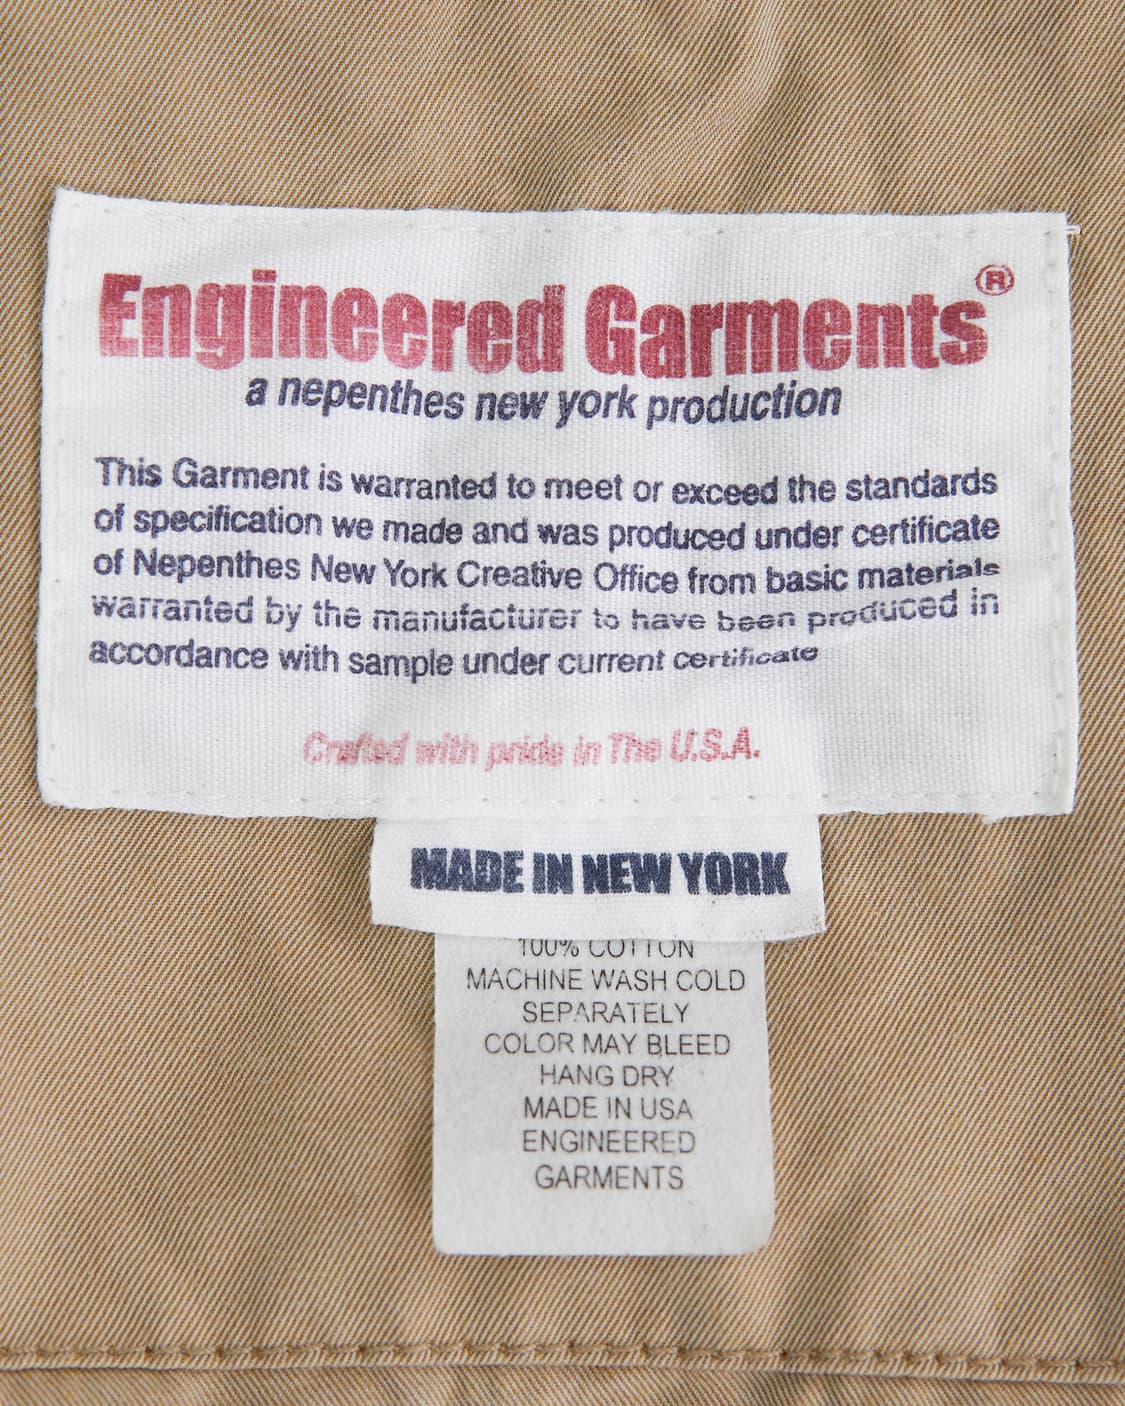 Engineered Garments®
a nepenthes new york production
This Garment is warranted to meet or exceed the standards
of specification we made and was produced under certificate
of Nepenthes New York Creative Office from basic materials
warranted by the manufacturer to have been produced in
accordance with sample under current certificate
Crafted with pride in The U.S.A.
MADE IN NEW YORK
100% COTTON
MACHINE WASH COLD
SEPARATELY
COLOR MAY BLEED
HANG DRY
MADE IN USA
ENGINEERED
GARMENTS